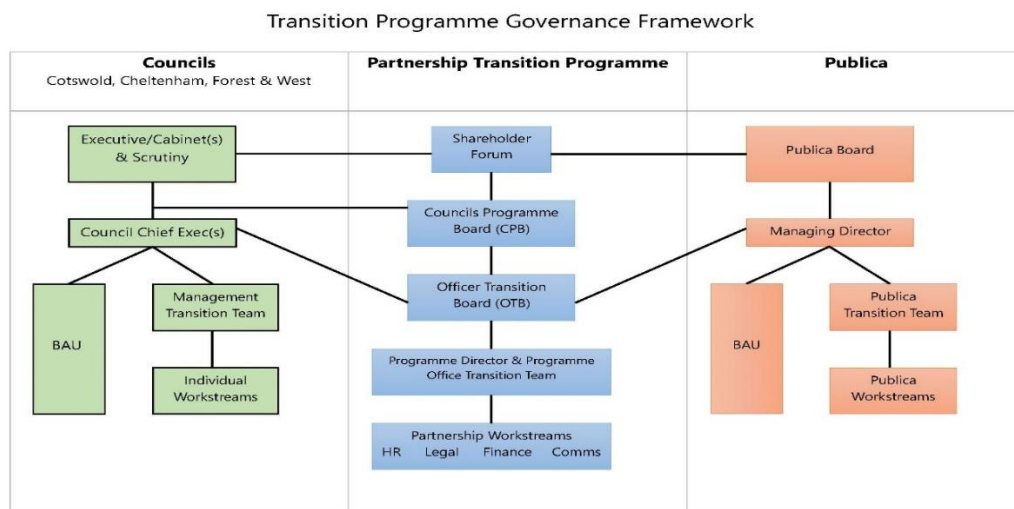 Transition Programme Governance Framework
Councils
Cotswold, Cheltenham, Forest & West
Partnership Transition Programme
Publica
Executive/Cabinet(s)
& Scrutiny
Shareholder
Forum
Publica Board
Councils Programme
Board (CPB)
Council Chief Exec(s)
Managing Director
Officer Transition
Board (OTB)
BAU
Management
Transition Team
Individual
Workstreams
Programme Director & Programme
Office Transition Team
Partnership Workstreams
HR Legal Finance Comms
BAU
Publica
Transition Team
Publica
Workstreams